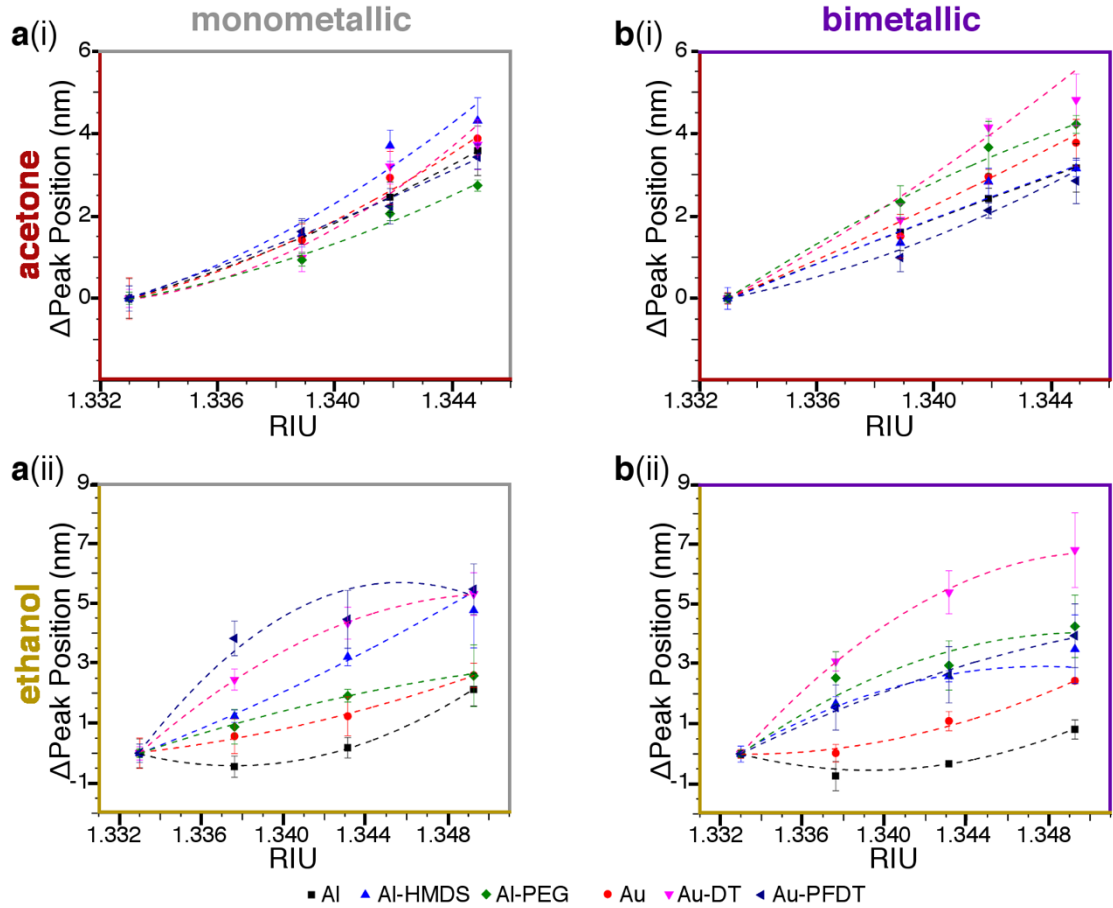 monometallic
bimetallic
a(i)
b(i)
acetone
ΔPeak Position (nm)
6
4
2
0
1.332
1.336
1.340
1.344
RIU
ΔPeak Position (nm)
6
4
2
0
1.332
1.336
1.340
1.344
RIU
a(ii)
b(ii)
ethanol
ΔPeak Position (nm)
9
7
5
3
1
-1
1.332
1.336
1.340
1.344
1.348
RIU
ΔPeak Position (nm)
9
7
5
3
1
-1
1.332
1.336
1.340
1.344
1.348
RIU
Al Al-HMDS Al-PEG Au Au-DT Au-PFDT